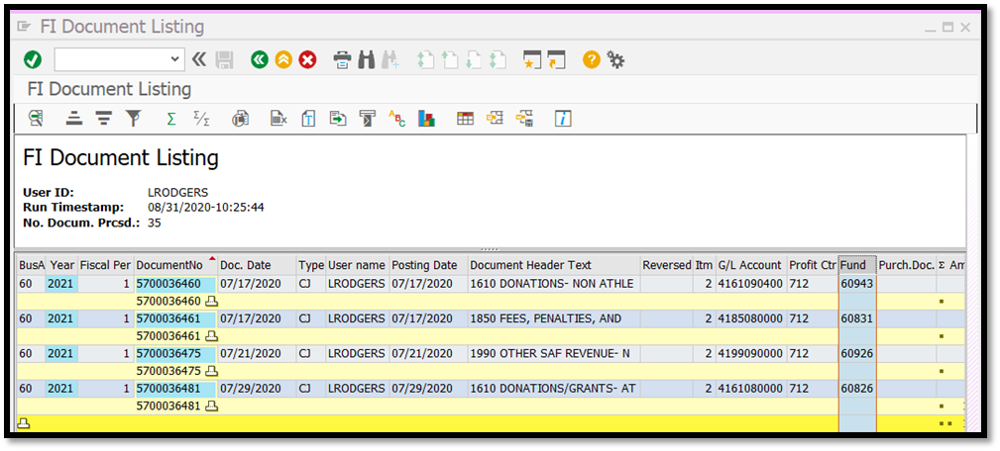 FI Document Listing
FI Document Listing
FI Document Listing
User ID: LRODGERS
Run Timestamp: 08/31/2020-10:25:44
No. Docum. Prcsd.: 35
BusA Year Fiscal Per DocumentNo Doc. Date Type User name Posting Date Document Header Text Reversed Itm G/L Account Profit Ctr Fund Purch.Doc. Σ Am
60 2021 1 5700036460 07/17/2020 CJ LRODGERS 07/17/2020 1610 DONATIONS- NON ATHLE 2 4161090400 712 60943
5700036460
60 2021 1 5700036461 07/17/2020 CJ LRODGERS 07/17/2020 1850 FEES, PENALTIES, AND 2 4185080000 712 60831
5700036461
60 2021 1 5700036475 07/21/2020 CJ LRODGERS 07/21/2020 1990 OTHER SAF REVENUE- N 2 4199090000 712 60926
5700036475
60 2021 1 5700036481 07/29/2020 CJ LRODGERS 07/29/2020 1610 DONATIONS/GRANTS- AT 2 4161080000 712 60826
5700036481